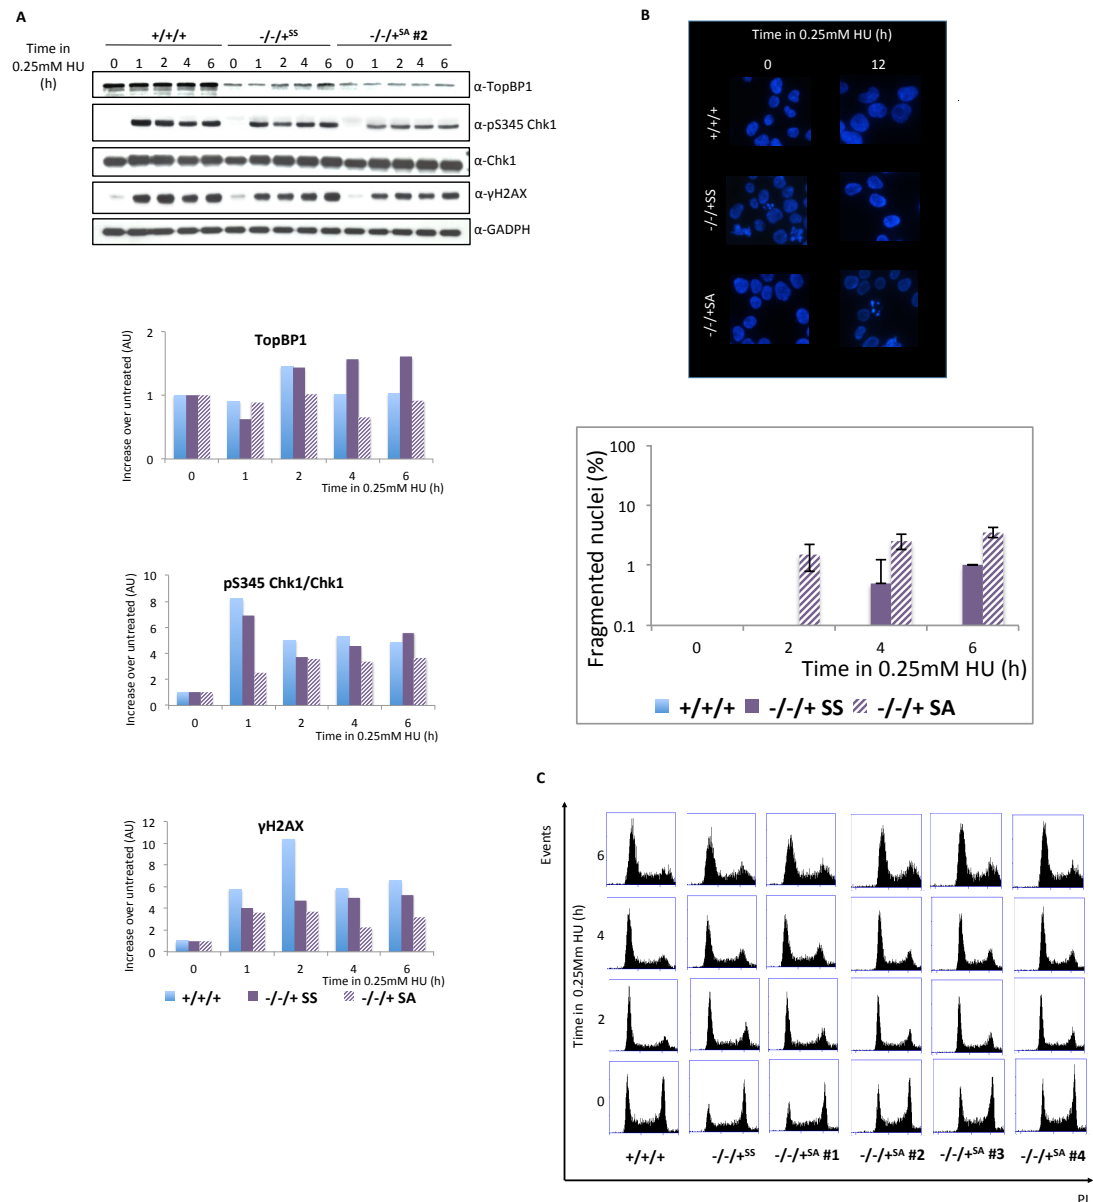 A
+/+/+
-/-/+SS
-/-/+SA #2
Time in
0.25mM HU
(h)
0 1 2 4 6 0 1 2 4 6 0 1 2 4 6
α-TopBP1
α-pS345 Chk1
α-Chk1
α-γH2AX
α-GADPH
TopBP1
Increase over untreated (AU)
2
1
0
0 1 2 4 6
Time in 0.25mM HU (h)
pS345 Chk1/Chk1
Increase over untreated (AU)
10
8
6
4
2
0
0 1 2 4 6
Time in 0.25mM HU (h)
γH2AX
Increase over untreated (AU)
12
10
8
6
4
2
0
0 1 2 4 6
Time in 0.25mM HU (h)
+/+/+ -/-/+ SS -/-/+ SA
B
Time in 0.25mM HU (h)
0 12
+/+/+
-/-/+SS
-/-/+SA
Fragmented nuclei (%)
100
10
1
0.1
0 2 4 6
Time in 0.25mM HU (h)
+/+/+ -/-/+ SS -/-/+ SA
C
Events
Time in 0.25Mm HU (h)
6
4
2
0
+/+/+ -/-/+SS -/-/+SA #1 -/-/+SA #2 -/-/+SA #3 -/-/+SA #4
PI